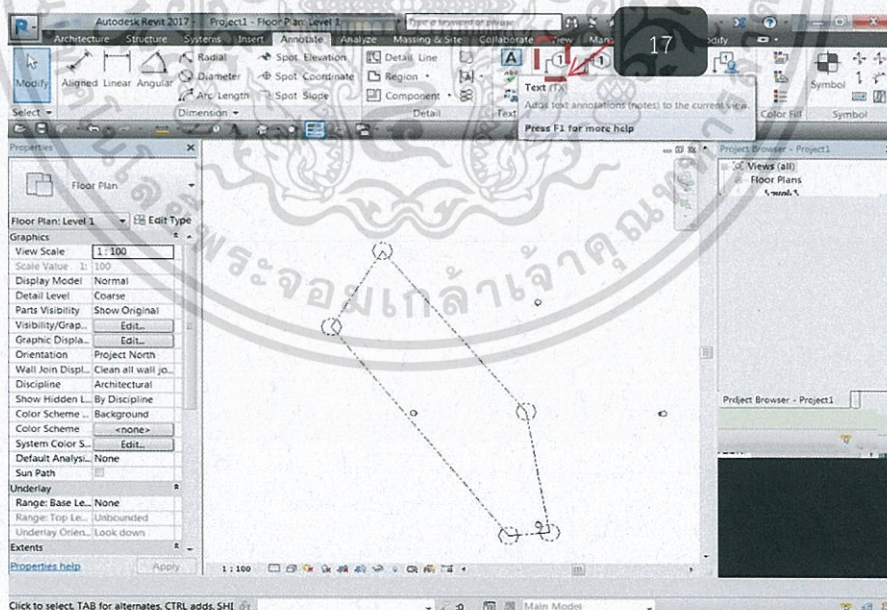 Autodesk Revit 2017 - Project1 - Floor Plan: Level 1
Architecture Structure Systems Insert Annotate Analyze Massing & Site Collaborate View
17
Modify
Aligned Linear Angular
Radial
Diameter
Arc Length
Spot Elevation
Spot Coordinate
Spot Slope
Detail Line
Region
Component
A
Text
Symbol
Select
Dimension
Detail
Color Fill
Symbol
Text (TX)
Adds text annotations (notes) to the current view.
Press F1 for more help
Properties
Floor Plan
Floor Plan: Level 1 Edit Type
Graphics
View Scale 1 : 100
Scale Value 1: 100
Display Model Normal
Detail Level Coarse
Parts Visibility Show Original
Visibility/Grap... Edit...
Graphic Displa... Edit...
Orientation Project North
Wall Join Displ... Clean all wall jo...
Discipline Architectural
Show Hidden L... By Discipline
Color Scheme ... Background
Color Scheme <none>
System Color S... Edit...
Default Analysi... None
Sun Path
Underlay
Range: Base Le... None
Range: Top Le... Unbounded
Underlay Orien... Look down
Extents
Properties help Apply
Project Browser - Project1
Views (all)
Floor Plans
Project Browser - Project1
1 : 100
Click to select, TAB for alternates, CTRL adds, SHI
:0 Main Model